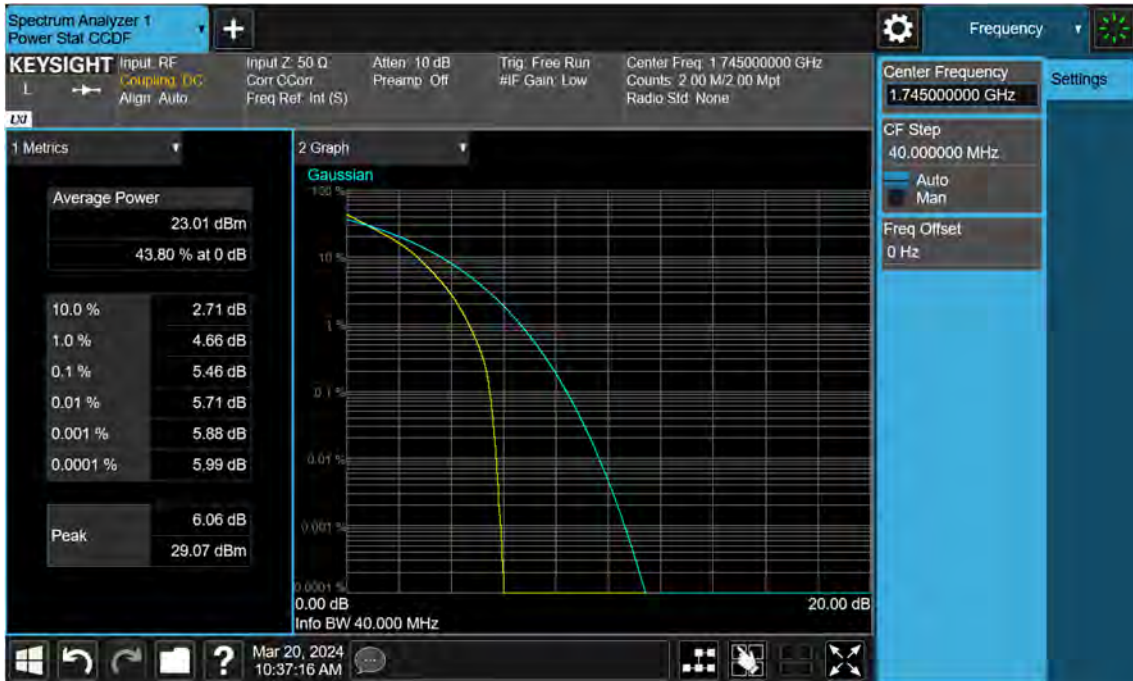 Spectrum Analyzer 1
Power Stat CCDF
+
Frequency
KEYSIGHT
L
LXI
Input: RF
Coupling: DC
Align: Auto
Input Z: 50 Ω
Corr CCorr
Freq Ref: Int (S)
Atten: 10 dB
Preamp: Off
Trig: Free Run
#IF Gain: Low
Center Freq: 1.745000000 GHz
Counts: 2.00 M/2.00 Mpt
Radio Std: None
Center Frequency
1.745000000 GHz
Settings
CF Step
40.000000 MHz
Auto
Man
Freq Offset
0 Hz
1 Metrics
Average Power
23.01 dBm
43.80 % at 0 dB
10.0 % 2.71 dB
1.0 % 4.66 dB
0.1 % 5.46 dB
0.01 % 5.71 dB
0.001 % 5.88 dB
0.0001 % 5.99 dB
Peak
6.06 dB
29.07 dBm
2 Graph
Gaussian
100 %
10 %
1 %
0.1 %
0.01 %
0.001 %
0.0001 %
0.00 dB 20.00 dB
Info BW 40.000 MHz
?
Mar 20, 2024
10:37:16 AM